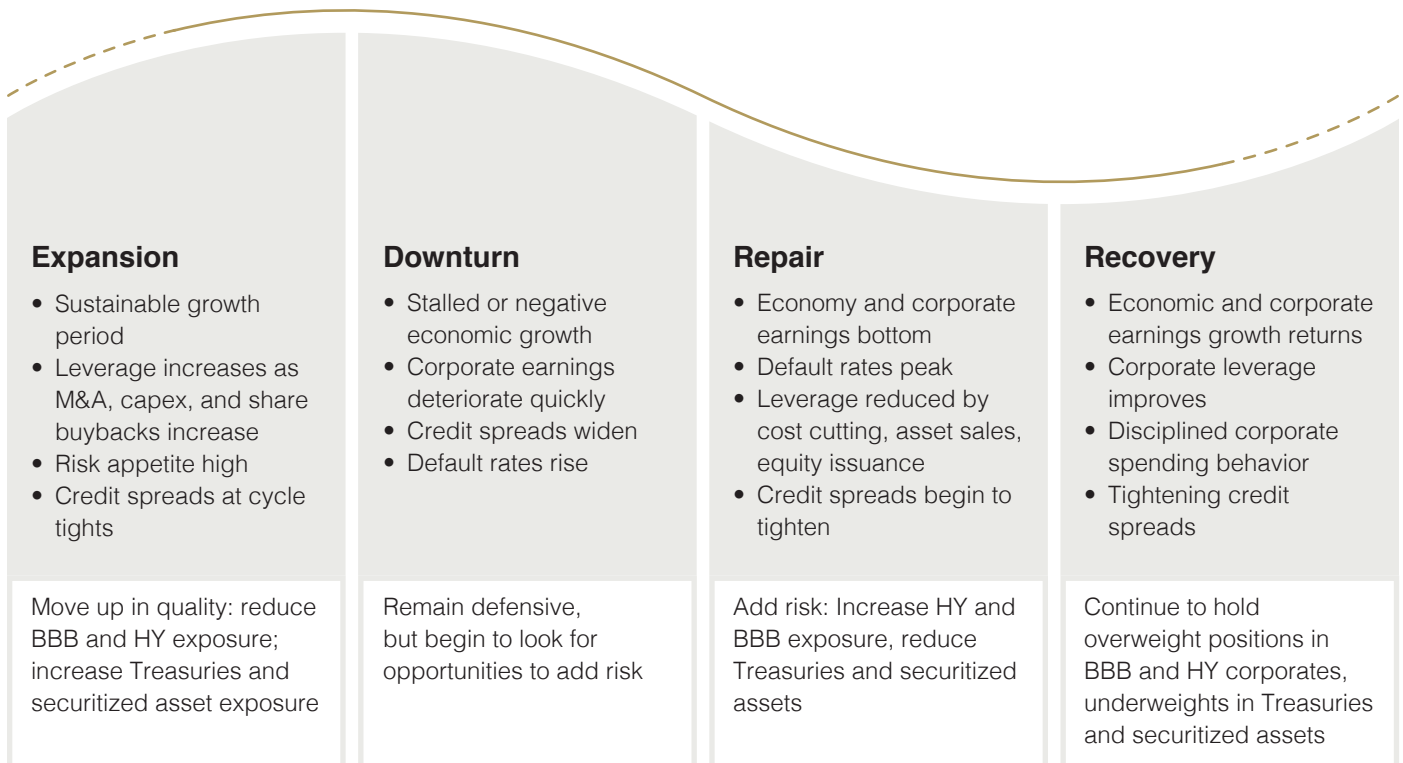 Expansion
• Sustainable growth
period
• Leverage increases as
M&A, capex, and share
buybacks increase
• Risk appetite high
• Credit spreads at cycle
tights
Move up in quality: reduce
BBB and HY exposure;
increase Treasuries and
securitized asset exposure
Downturn
• Stalled or negative
economic growth
• Corporate earnings
deteriorate quickly
• Credit spreads widen
• Default rates rise
Remain defensive,
but begin to look for
opportunities to add risk
Repair
• Economy and corporate
earnings bottom
• Default rates peak
• Leverage reduced by
cost cutting, asset sales,
equity issuance
• Credit spreads begin to
tighten
Add risk: Increase HY and
BBB exposure, reduce
Treasuries and securitized
assets
Recovery
• Economic and corporate
earnings growth returns
• Corporate leverage
improves
• Disciplined corporate
spending behavior
• Tightening credit
spreads
Continue to hold
overweight positions in
BBB and HY corporates,
underweights in Treasuries
and securitized assets